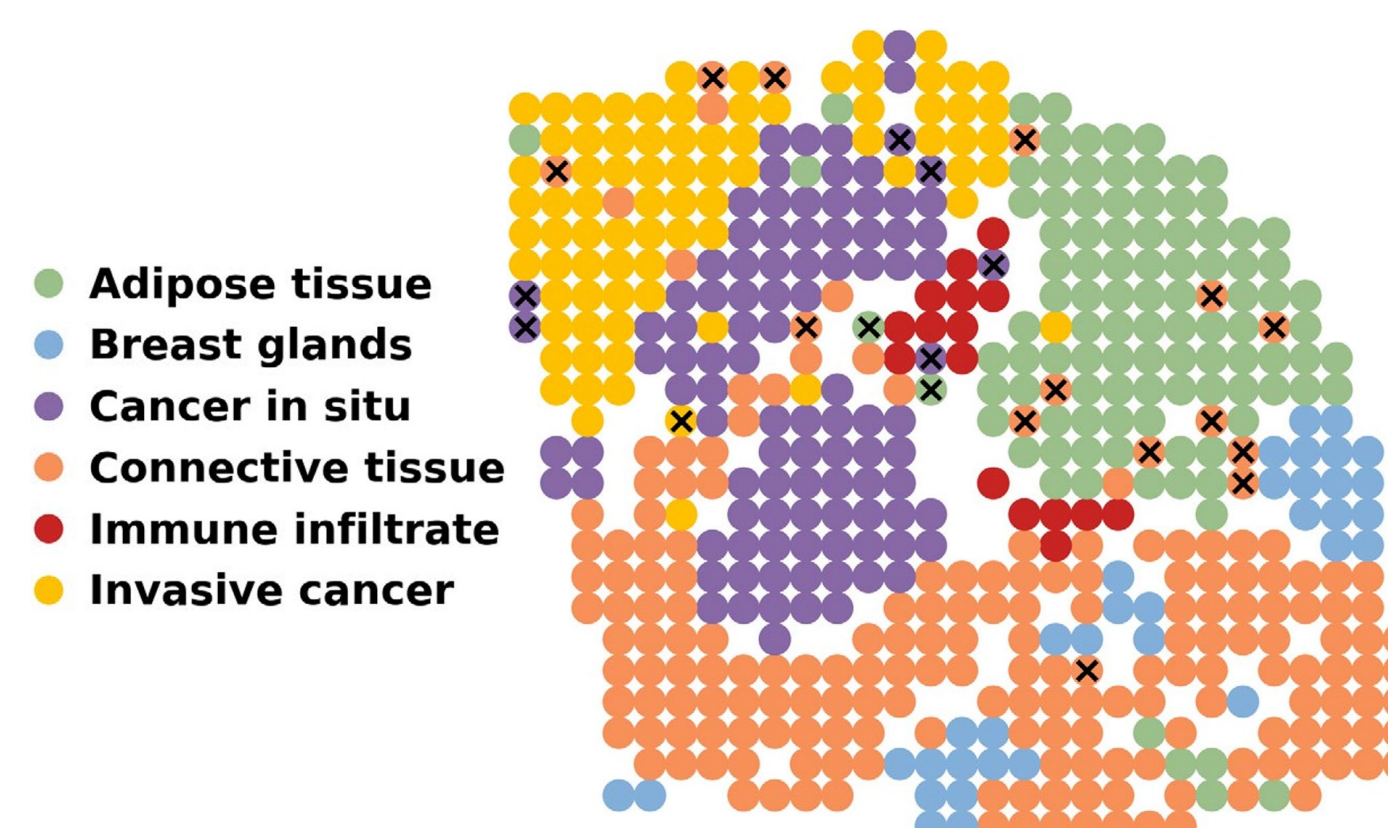 Adipose tissue
Breast glands
Cancer in situ
Connective tissue
Immune infiltrate
Invasive cancer